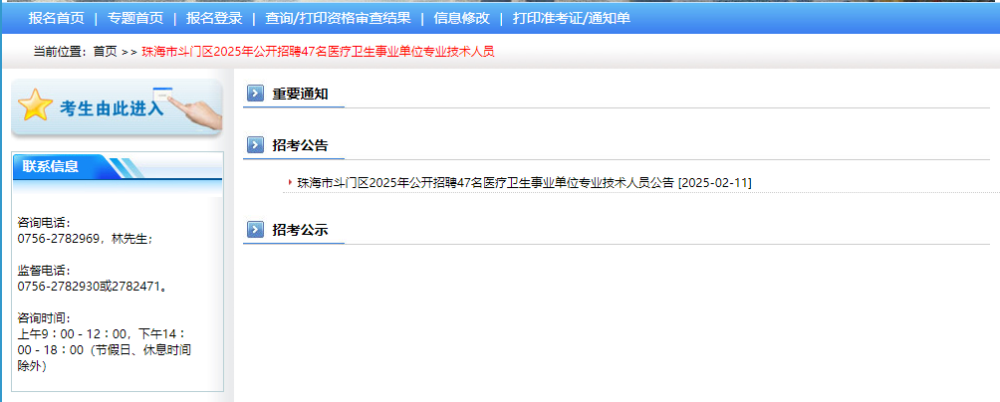 报名首页 | 专题首页 | 报名登录 | 查询/打印资格审查结果 | 信息修改 | 打印准考证/通知单
当前位置：首页 >> 珠海市斗门区2025年公开招聘47名医疗卫生事业单位专业技术人员
考生由此进入
联系信息
咨询电话：
0756-2782969，林先生；
监督电话：
0756-2782930或2782471。
咨询时间：
上午9：00－12：00，下午14：
00－18：00（节假日、休息时间
除外）
重要通知
招考公告
珠海市斗门区2025年公开招聘47名医疗卫生事业单位专业技术人员公告 [2025-02-11]
招考公示